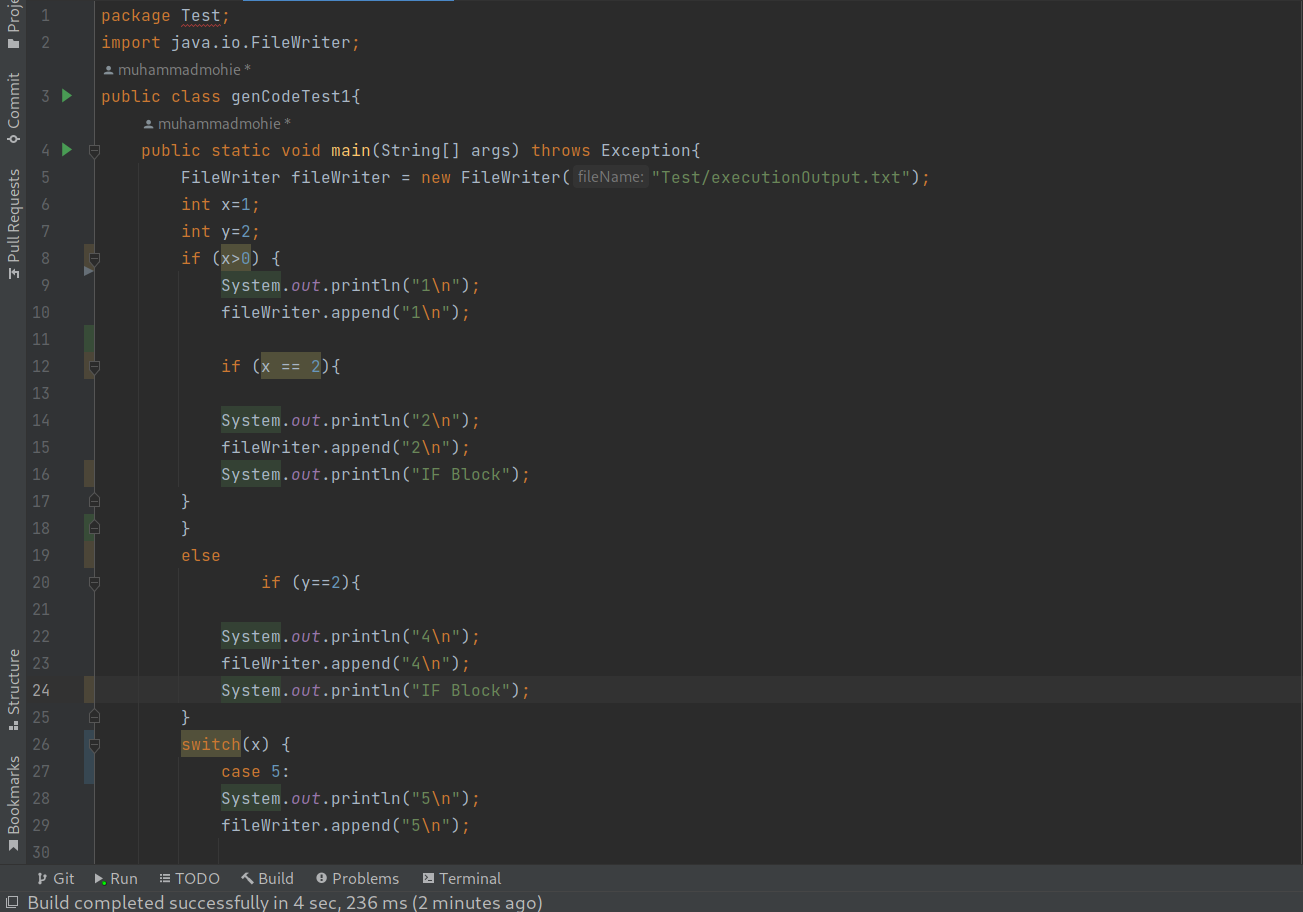 Proje
Commit
Pull Requests
Structure
Bookmarks
1 package Test;
2 import java.io.FileWriter;
muhammadmohie *
3 public class genCodeTest1{
muhammadmohie *
4 public static void main(String[] args) throws Exception{
5 FileWriter fileWriter = new FileWriter( fileName: "Test/executionOutput.txt");
6 int x=1;
7 int y=2;
8 if (x>0) {
9 System.out.println("1\n");
10 fileWriter.append("1\n");
11
12 if (x == 2){
13
14 System.out.println("2\n");
15 fileWriter.append("2\n");
16 System.out.println("IF Block");
17 }
18 }
19 else
20 if (y==2){
21
22 System.out.println("4\n");
23 fileWriter.append("4\n");
24 System.out.println("IF Block");
25 }
26 switch(x) {
27 case 5:
28 System.out.println("5\n");
29 fileWriter.append("5\n");
30
Git Run TODO Build Problems Terminal
Build completed successfully in 4 sec, 236 ms (2 minutes ago)